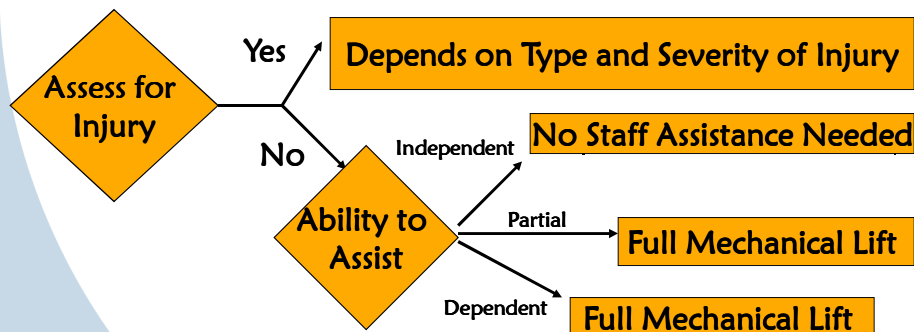 Yes
Depends on Type and Severity of Injury
Assess for
Injury
No
Independent
No Staff Assistance Needed
Ability to
Assist
Partial
Full Mechanical Lift
Dependent
Full Mechanical Lift